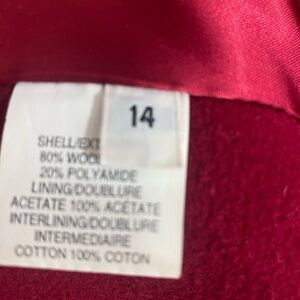 14
SHELL/EXT
80% WOOL
20% POLYAMIDE
LINING/DOUBLURE
ACETATE 100% ACETATE
INTERLINING/DOUBLURE
INTERMEDIAIRE
COTTON 100% COTON